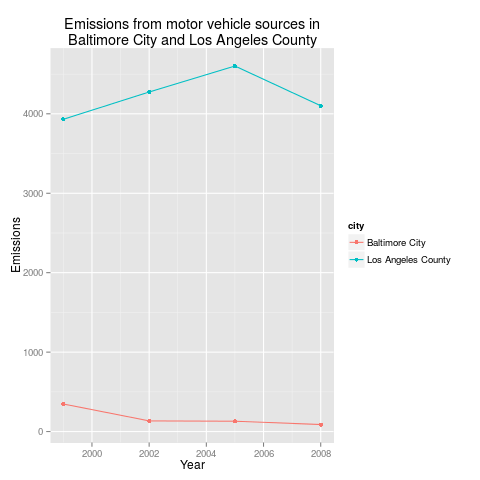 Emissions from motor vehicle sources in
Baltimore City and Los Angeles County
Emissions
4000
3000
2000
1000
0
2000 2002 2004 2006 2008
Year
city
Baltimore City
Los Angeles County